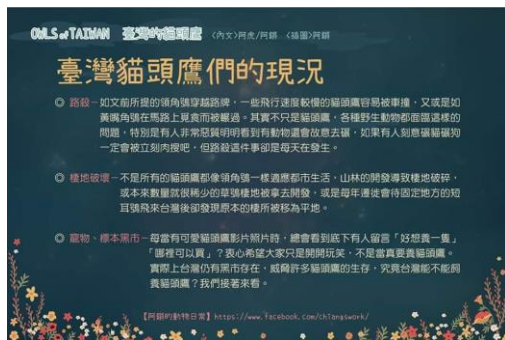 OWLS of TAIWAN 臺灣的貓頭鷹 〈內文〉阿虎/阿鏘 〈插圖〉阿鏘
臺灣貓頭鷹們的現況
◎ 路殺－如文前所提的領角鴞穿越路牌，一些飛行速度較慢的貓頭鷹容易被車撞，又或是如
黃嘴角鴞在馬路上覓食而被輾過。其實不只是貓頭鷹，各種野生動物都面臨這樣的
問題，特別是有人非常惡質明明看到有動物還會故意去碾，如果有人刻意碾貓碾狗
一定會被立刻肉搜吧，但路殺這件事卻是每天在發生。
◎ 棲地破壞－不是所有的貓頭鷹都像領角鴞一樣適應都市生活，山林的開發導致棲地破碎，
或本來數量就很稀少的草鴞棲地被拿去開發，或是每年遷徙會待固定地方的短
耳鴞飛來台灣後卻發現原本的棲所被移為平地。
◎ 寵物、標本黑市－每當有可愛貓頭鷹影片照片時，總會看到底下有人留言「好想養一隻」
「哪裡可以買」？衷心希望大家只是開開玩笑，不是當真要養貓頭鷹。
實際上台灣仍有黑市存在，威脅許多貓頭鷹的生存，究竟台灣能不能飼
養貓頭鷹？我們接著來看。
【阿鏘的動物日常】https://www.facebook.com/chiangswork/